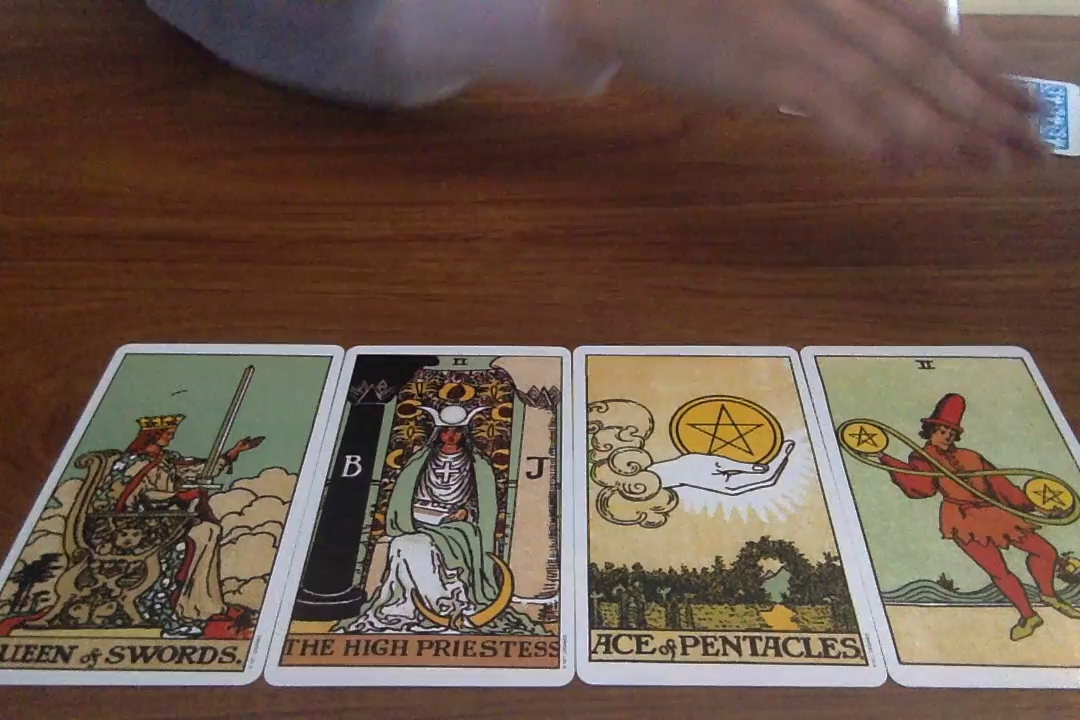 UEEN of SWORDS.
II
B
J
THE HIGH PRIESTESS
ACE of PENTACLES.
II